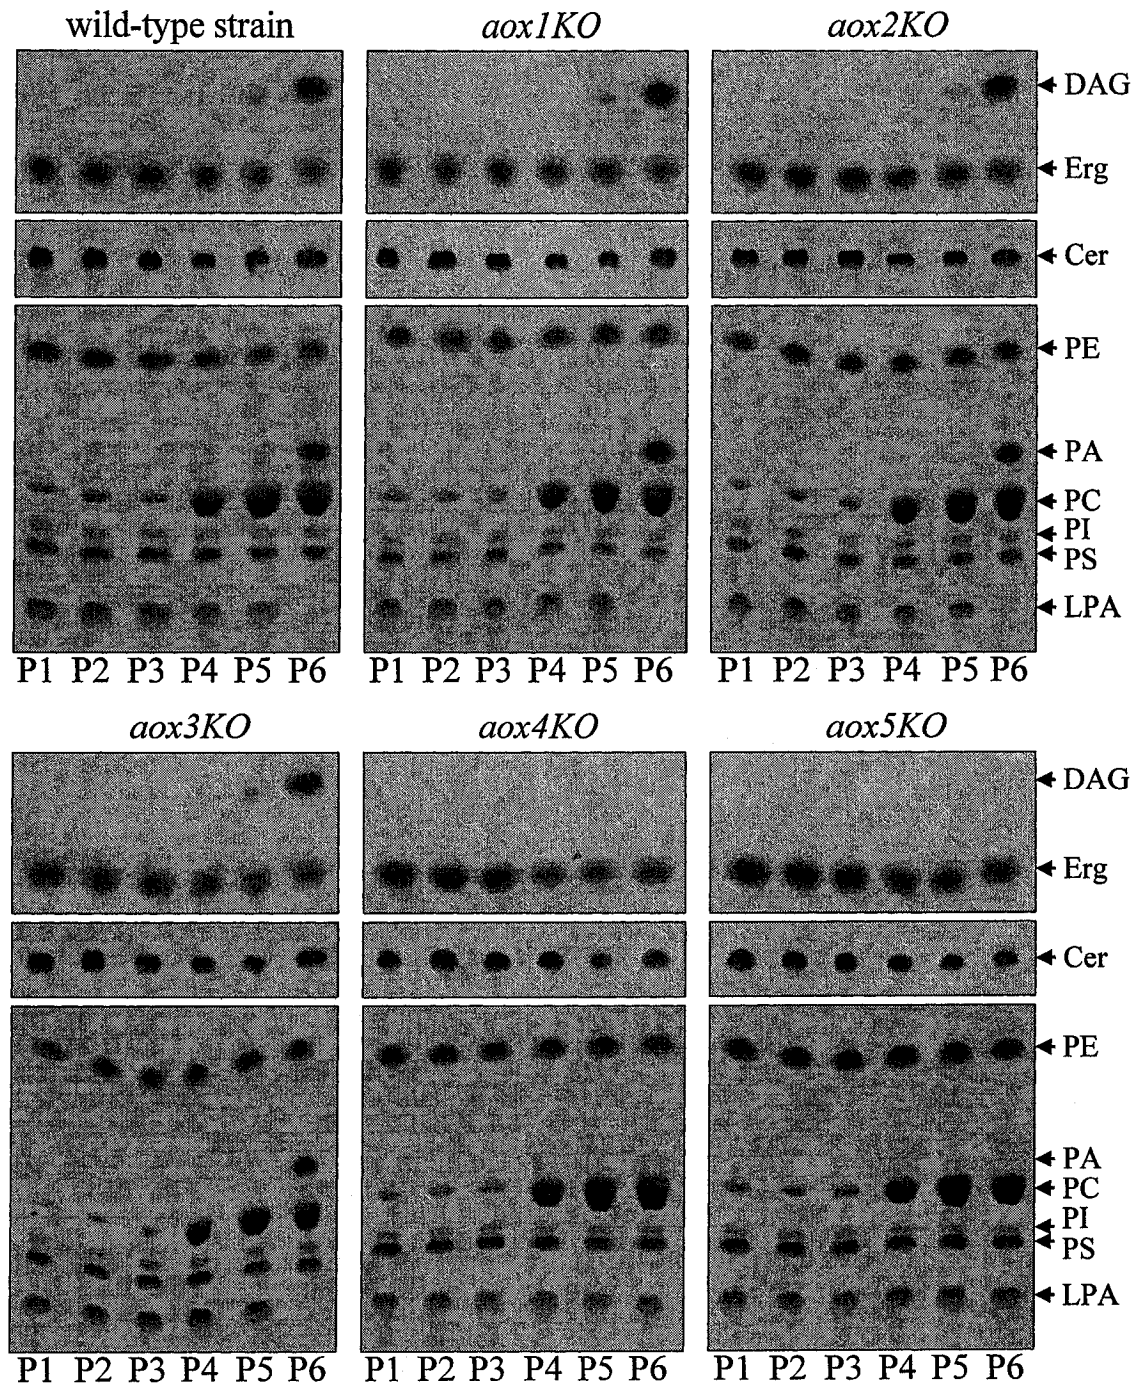 wild-type strain aox1KO aox2KO
DAG
Erg
Cer
PE
PA
PC
PI
PS
LPA
P1 P2 P3 P4 P5 P6 P1 P2 P3 P4 P5 P6 P1 P2 P3 P4 P5 P6
aox3KO aox4KO aox5KO
DAG
Erg
Cer
PE
PA
PC
PI
PS
LPA
P1 P2 P3 P4 P5 P6 P1 P2 P3 P4 P5 P6 P1 P2 P3 P4 P5 P6